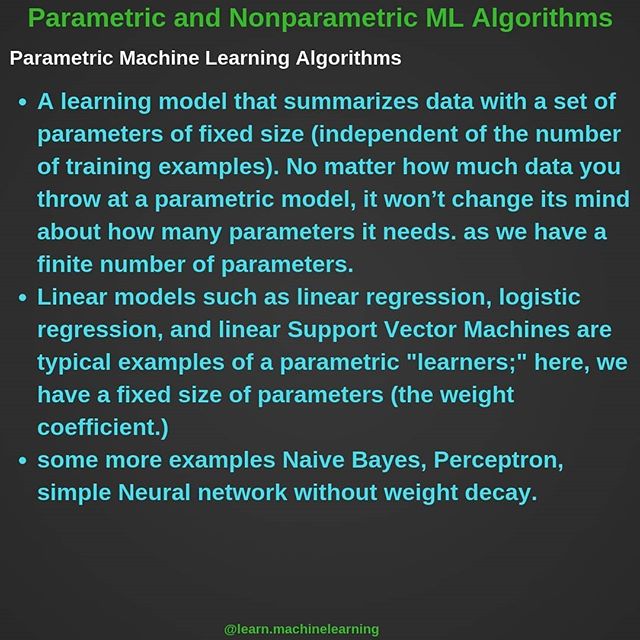 Parametric and Nonparametric ML Algorithms
Parametric Machine Learning Algorithms
• A learning model that summarizes data with a set of
parameters of fixed size (independent of the number
of training examples). No matter how much data you
throw at a parametric model, it won’t change its mind
about how many parameters it needs. as we have a
finite number of parameters.
• Linear models such as linear regression, logistic
regression, and linear Support Vector Machines are
typical examples of a parametric "learners;" here, we
have a fixed size of parameters (the weight
coefficient.)
• some more examples Naive Bayes, Perceptron,
simple Neural network without weight decay.
@learn.machinelearning